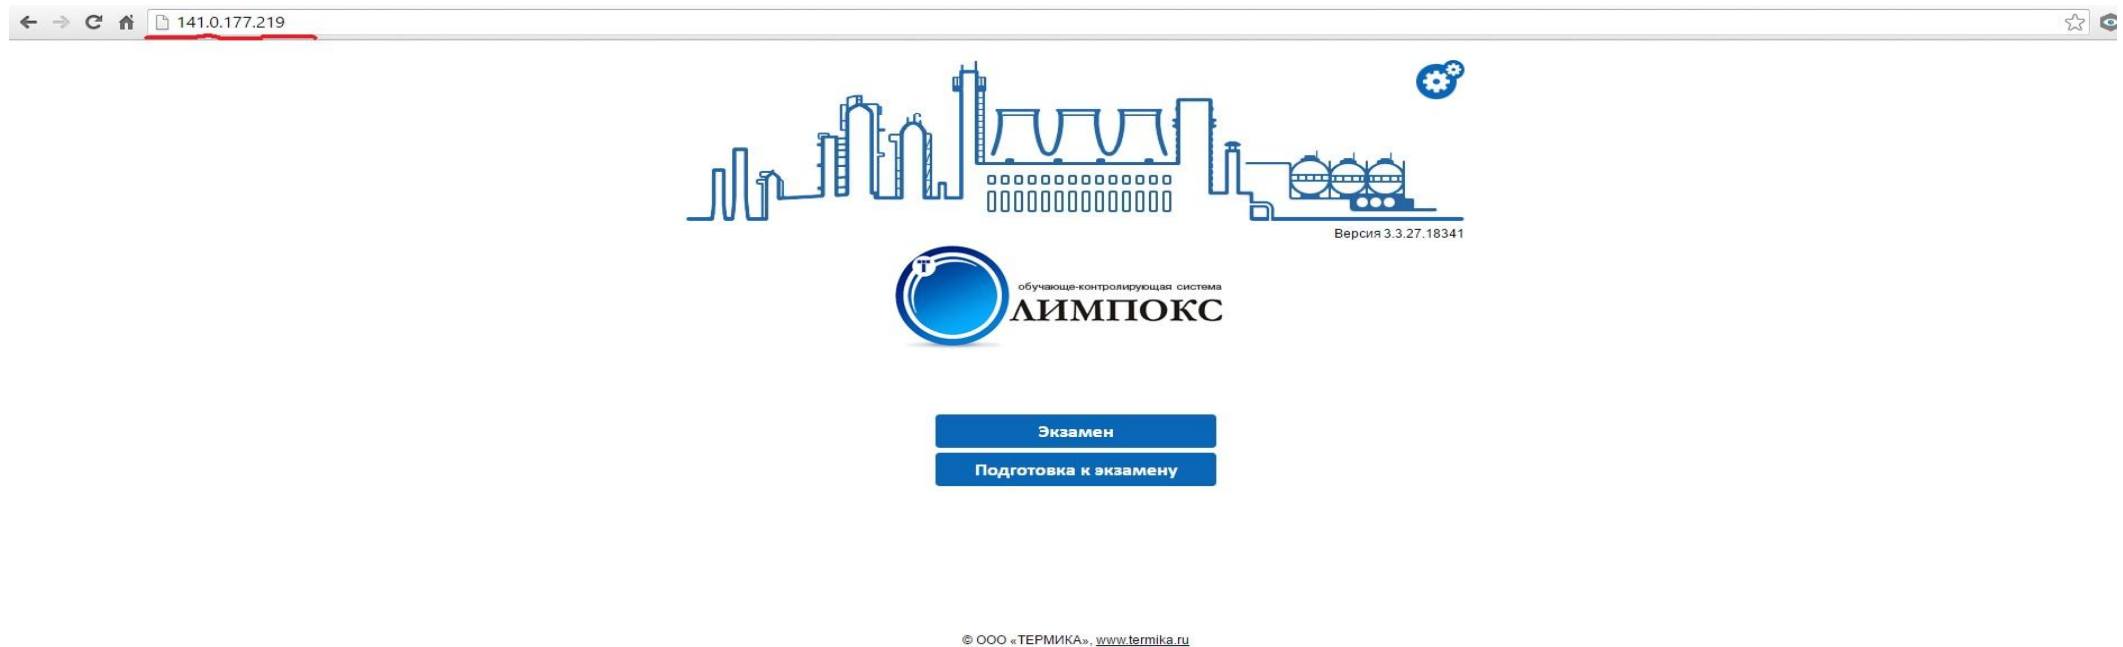 141.0.177.219
Версия 3.3.27.18341
Т
обучающе-контролирующая система
ЛИМПОКС
Экзамен
Подготовка к экзамену
© ООО «ТЕРМИКА», www.termika.ru